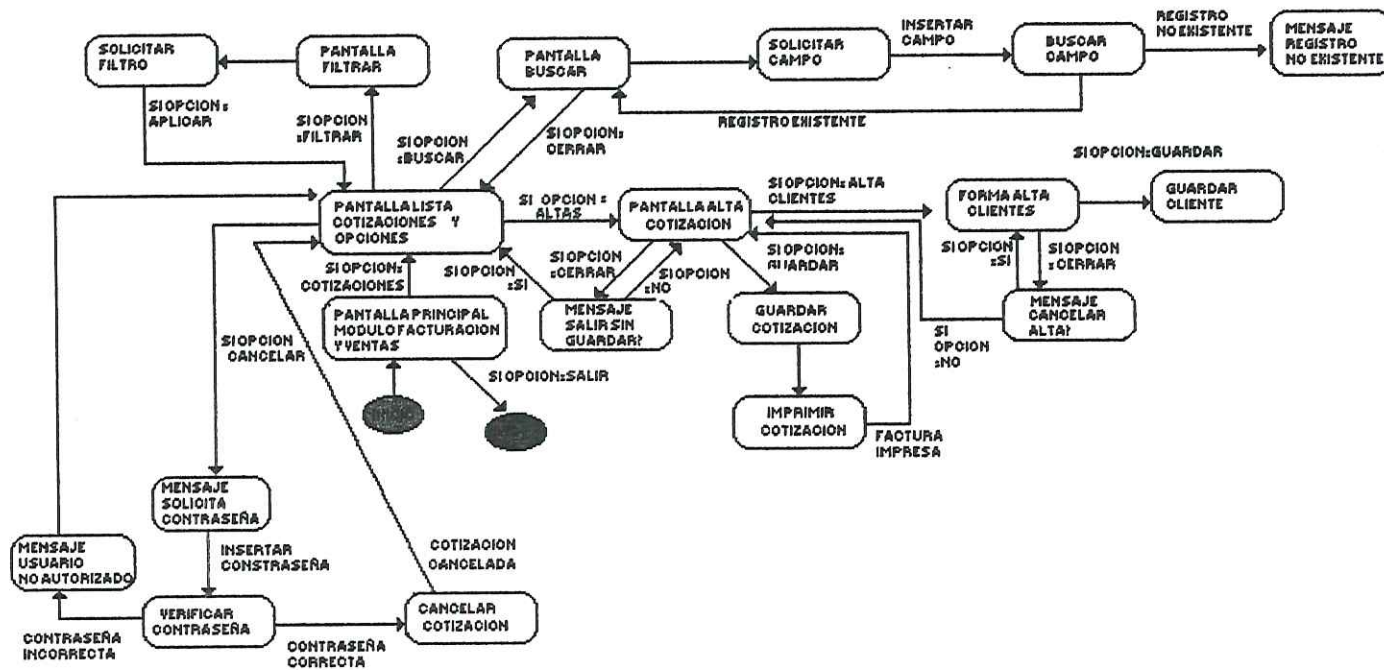 SOLICITAR
FILTRO
PANTALLA
FILTRAR
PANTALLA
BUSCAR
SOLICITAR
CAMPO
INSERTAR
CAMPO
BUSCAR
CAMPO
REGISTRO
NO EXISTENTE
MENSAJE
REGISTRO
NO EXISTENTE
SI OPCION:
APLICAR
SI OPCION
:FILTRAR
SI OPCION
:BUSCAR
SI OPCION:
CERRAR
REGISTRO EXISTENTE
PANTALLA LISTA
COTIZACIONES Y
OPCIONES
SI OPCION :
ALTAS
PANTALLA ALTA
COTIZACION
SI OPCION: ALTA
CLIENTES
FORMA ALTA
CLIENTES
SI OPCION:GUARDAR
GUARDAR
CLIENTE
SI OPCION:
COTIZACIONES
SI OPCION
:SI
SI OPCION
:CERRAR
SI OPCION
:NO
SI OPCION:
GUARDAR
SI OPCION
:SI
SI OPCION
:CERRAR
PANTALLA PRINCIPAL
MODULO FACTURACION
Y VENTAS
MENSAJE
SALIR SIN
GUARDAR?
GUARDAR
COTIZACION
MENSAJE
CANCELAR
ALTA?
SI
OPCION
:NO
SI OPCION
CANCELAR
SI OPCION:SALIR
IMPRIMIR
COTIZACION
FACTURA
IMPRESA
MENSAJE
SOLICITA
CONTRASEÑA
MENSAJE
USUARIO
NO AUTORIZADO
INSERTAR
CONSTRASEÑA
COTIZACION
CANCELADA
VERIFICAR
CONTRASEÑA
CANCELAR
COTIZACION
CONTRASEÑA
INCORRECTA
CONTRASEÑA
CORRECTA